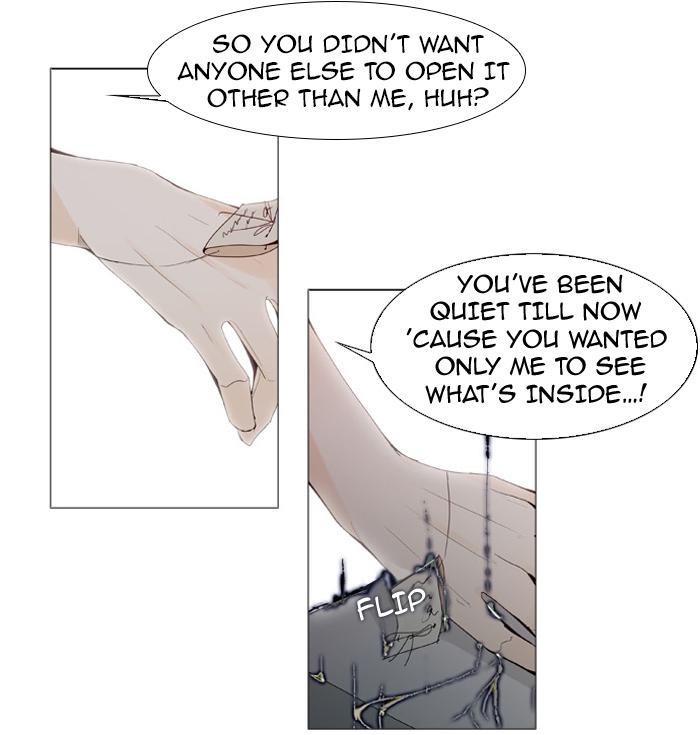 SO YOU DIDN'T WANT
ANYONE ELSE TO OPEN IT
OTHER THAN ME, HUH?
YOU'VE BEEN
QUIET TILL NOW
'CAUSE YOU WANTED
ONLY ME TO SEE
WHAT'S INSIDE...!
FLIP